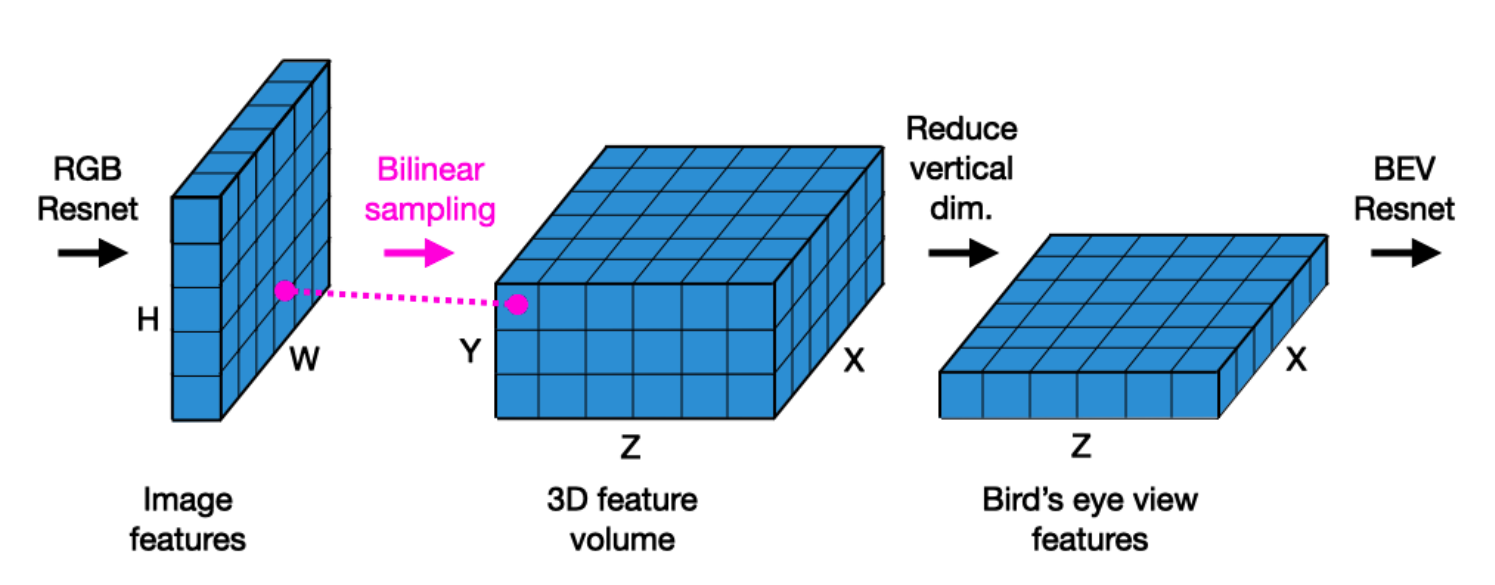 RGB
Resnet
H
W
Image
features
Bilinear
sampling
Y
Z
X
3D feature
volume
Reduce
vertical
dim.
Z
X
Bird's eye view
features
BEV
Resnet